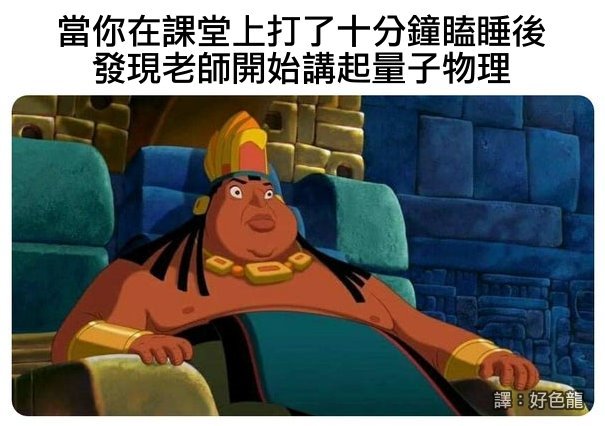 當你在課堂上打了十分鐘瞌睡後
發現老師開始講起量子物理
譯：好色龍